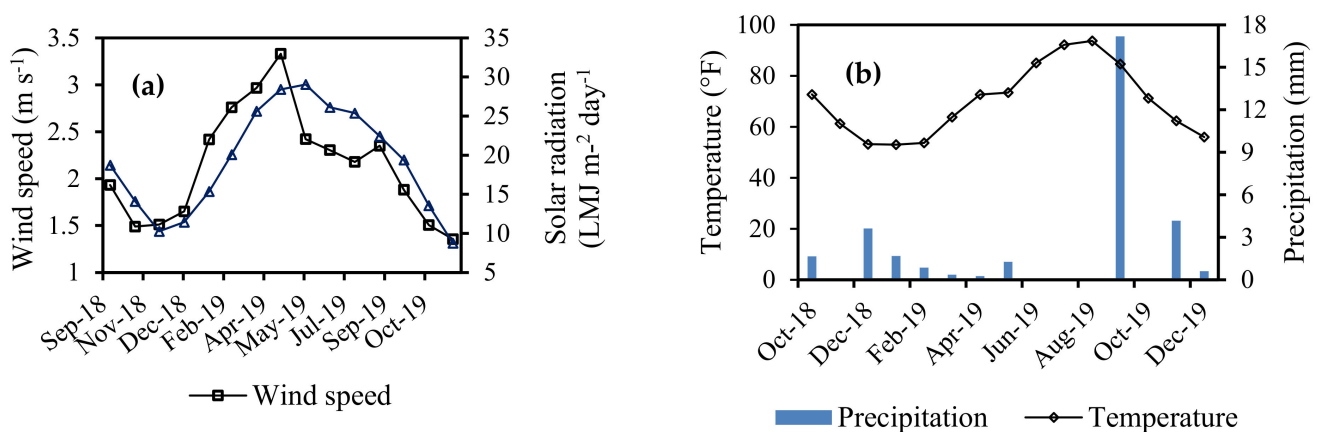 (a)
Wind speed (m s-1)
3.5
3
2.5
2
1.5
1
35
30
25
20
15
10
5
Solar radiation
(LMJ m-2 day-1
Sep-18
Nov-18
Dec-18
Feb-19
Apr-19
May-19
Jul-19
Sep-19
Oct-19
Wind speed
(b)
Temperature (°F)
100
80
60
40
20
0
18
15
12
9
6
3
0
Precipitation (mm)
Oct-18
Dec-18
Feb-19
Apr-19
Jun-19
Aug-19
Oct-19
Dec-19
Precipitation
Temperature